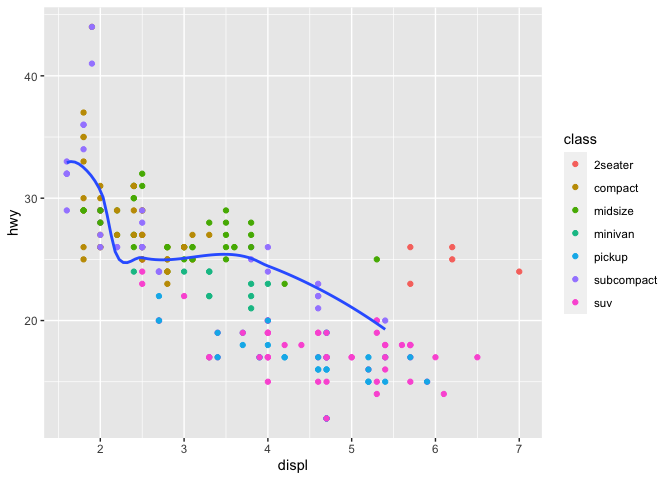 hwy
40
30
20
2 3 4 5 6 7
displ
class
2seater
compact
midsize
minivan
pickup
subcompact
suv